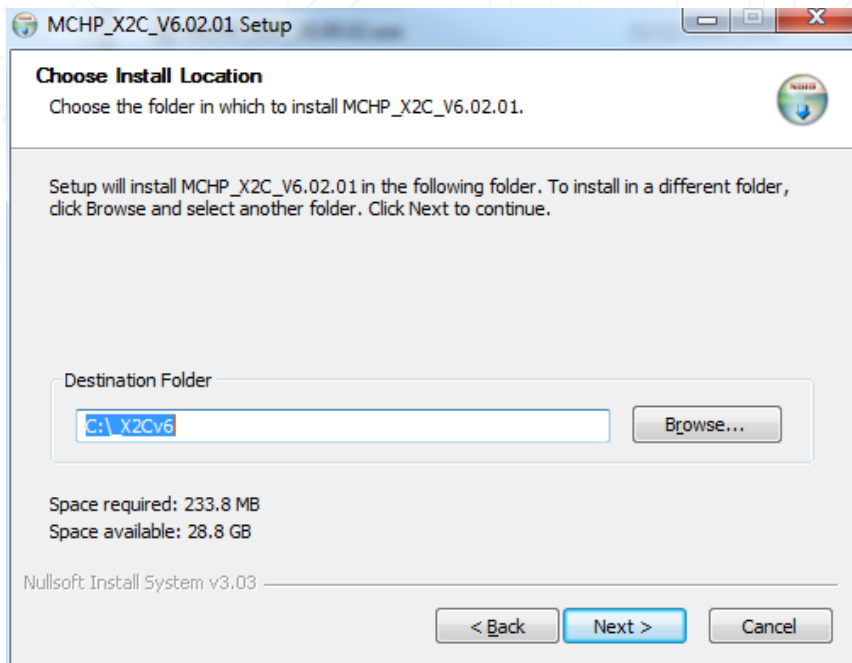 MCHP_X2C_V6.02.01 Setup
Choose Install Location
Choose the folder in which to install MCHP_X2C_V6.02.01.
Setup will install MCHP_X2C_V6.02.01 in the following folder. To install in a different folder,
click Browse and select another folder. Click Next to continue.
Destination Folder
C:\_X2Cv6
Browse...
Space required: 233.8 MB
Space available: 28.8 GB
Nullsoft Install System v3.03
< Back
Next >
Cancel